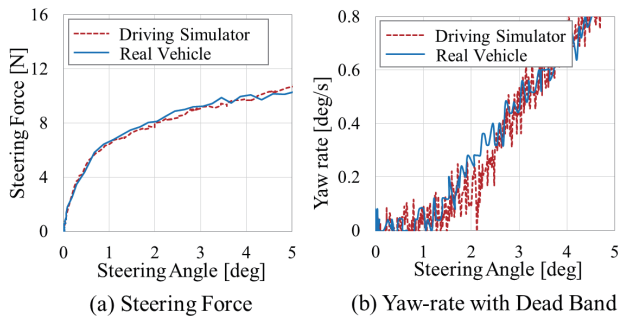 Driving Simulator
Real Vehicle
Steering Force [N]
16
12
8
4
0
0 1 2 3 4 5
Steering Angle [deg]
(a) Steering Force
Driving Simulator
Real Vehicle
Yaw rate [deg/s]
0.8
0.6
0.4
0.2
0
0 1 2 3 4 5
Steering Angle [deg]
(b) Yaw-rate with Dead Band